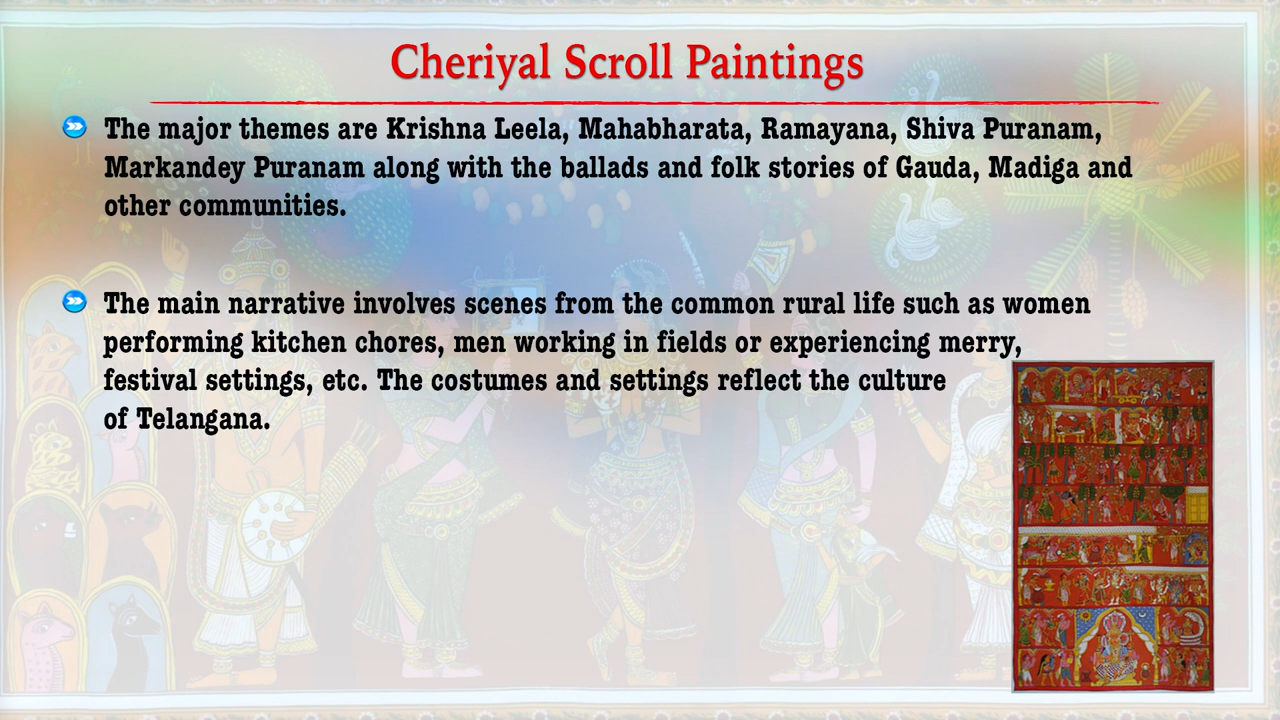 Cheriyal Scroll Paintings
The major themes are Krishna Leela, Mahabharata, Ramayana, Shiva Puranam,
Markandey Puranam along with the ballads and folk stories of Gauda, Madiga and
other communities.
The main narrative involves scenes from the common rural life such as women
performing kitchen chores, men working in fields or experiencing merry,
festival settings, etc. The costumes and settings reflect the culture
of Telangana.